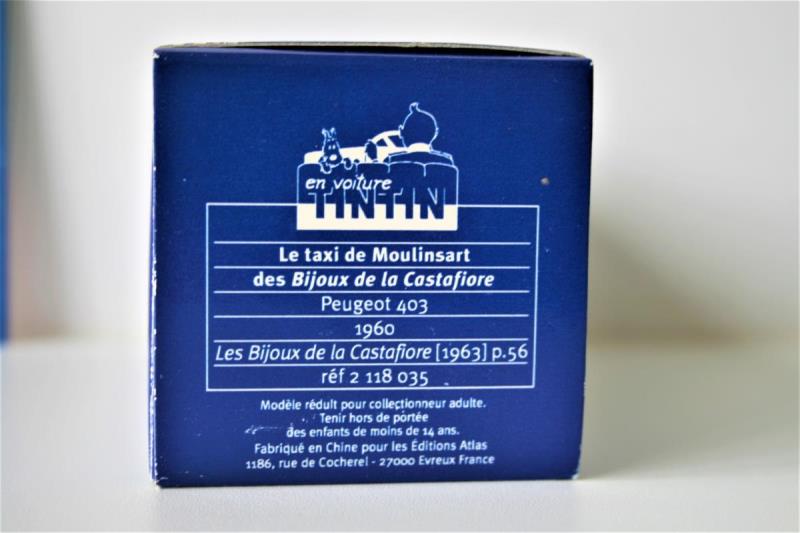 en voiture
TINTIN
Le taxi de Moulinsart
des Bijoux de la Castafiore
Peugeot 403
1960
Les Bijoux de la Castafiore [1963] p.56
réf 2 118 035
Modèle réduit pour collectionneur adulte.
Tenir hors de portée
des enfants de moins de 14 ans.
Fabriqué en Chine pour les Éditions Atlas
1186, rue de Cocherel - 27000 Evreux France